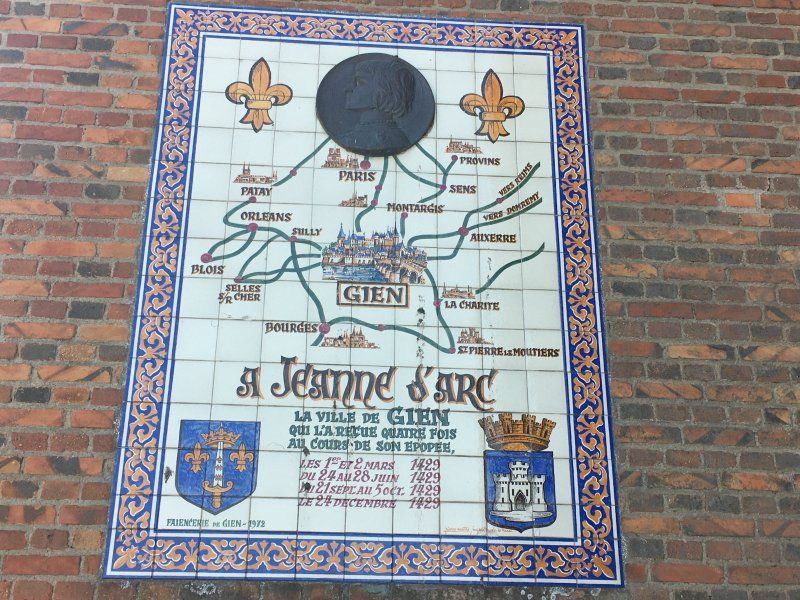 PARIS
PROVINS
PATAY
SENS
VERS REIMS
ORLEANS
MONTARGIS
VERS DOMREMY
SULLY
AUXERRE
BLOIS
SELLES
S/R CHER
GIEN
LA CHARITE
BOURGES
ST PIERRE LE MOUTIERS
A JEANNE D'ARC
LA VILLE DE GIEN
QUI L'A REÇUE QUATRE FOIS
AU COURS DE SON EPOPEE,
LES 1ER ET 2 MARS 1429
DU 24 AU 28 JUIN 1429
DU 21 SEPT. AU 5 OCT. 1429
LE 24 DECEMBRE 1429
FAIENCERIE DE GIEN - 1972